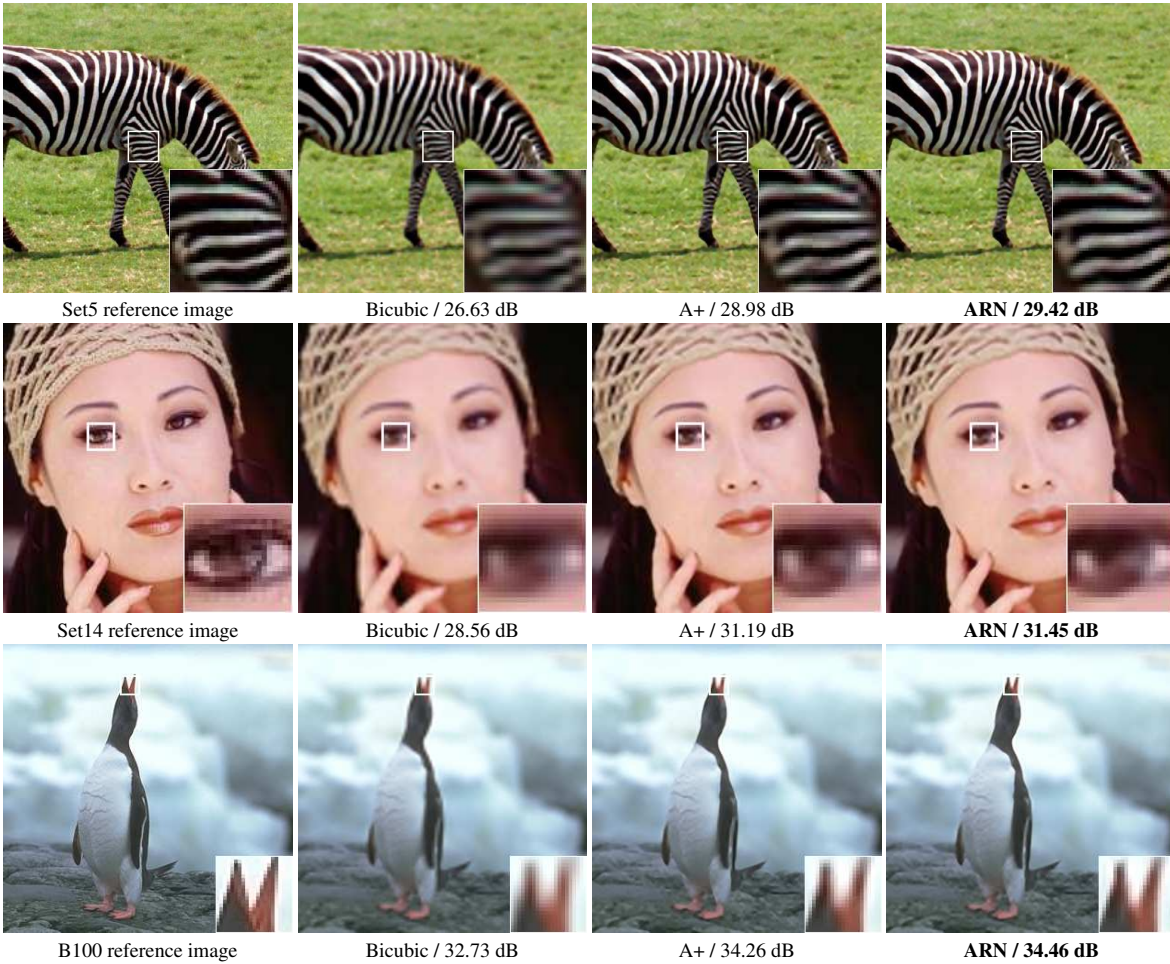 Set5 reference image
Bicubic / 26.63 dB
A+ / 28.98 dB
ARN / 29.42 dB
Set14 reference image
Bicubic / 28.56 dB
A+ / 31.19 dB
ARN / 31.45 dB
B100 reference image
Bicubic / 32.73 dB
A+ / 34.26 dB
ARN / 34.46 dB